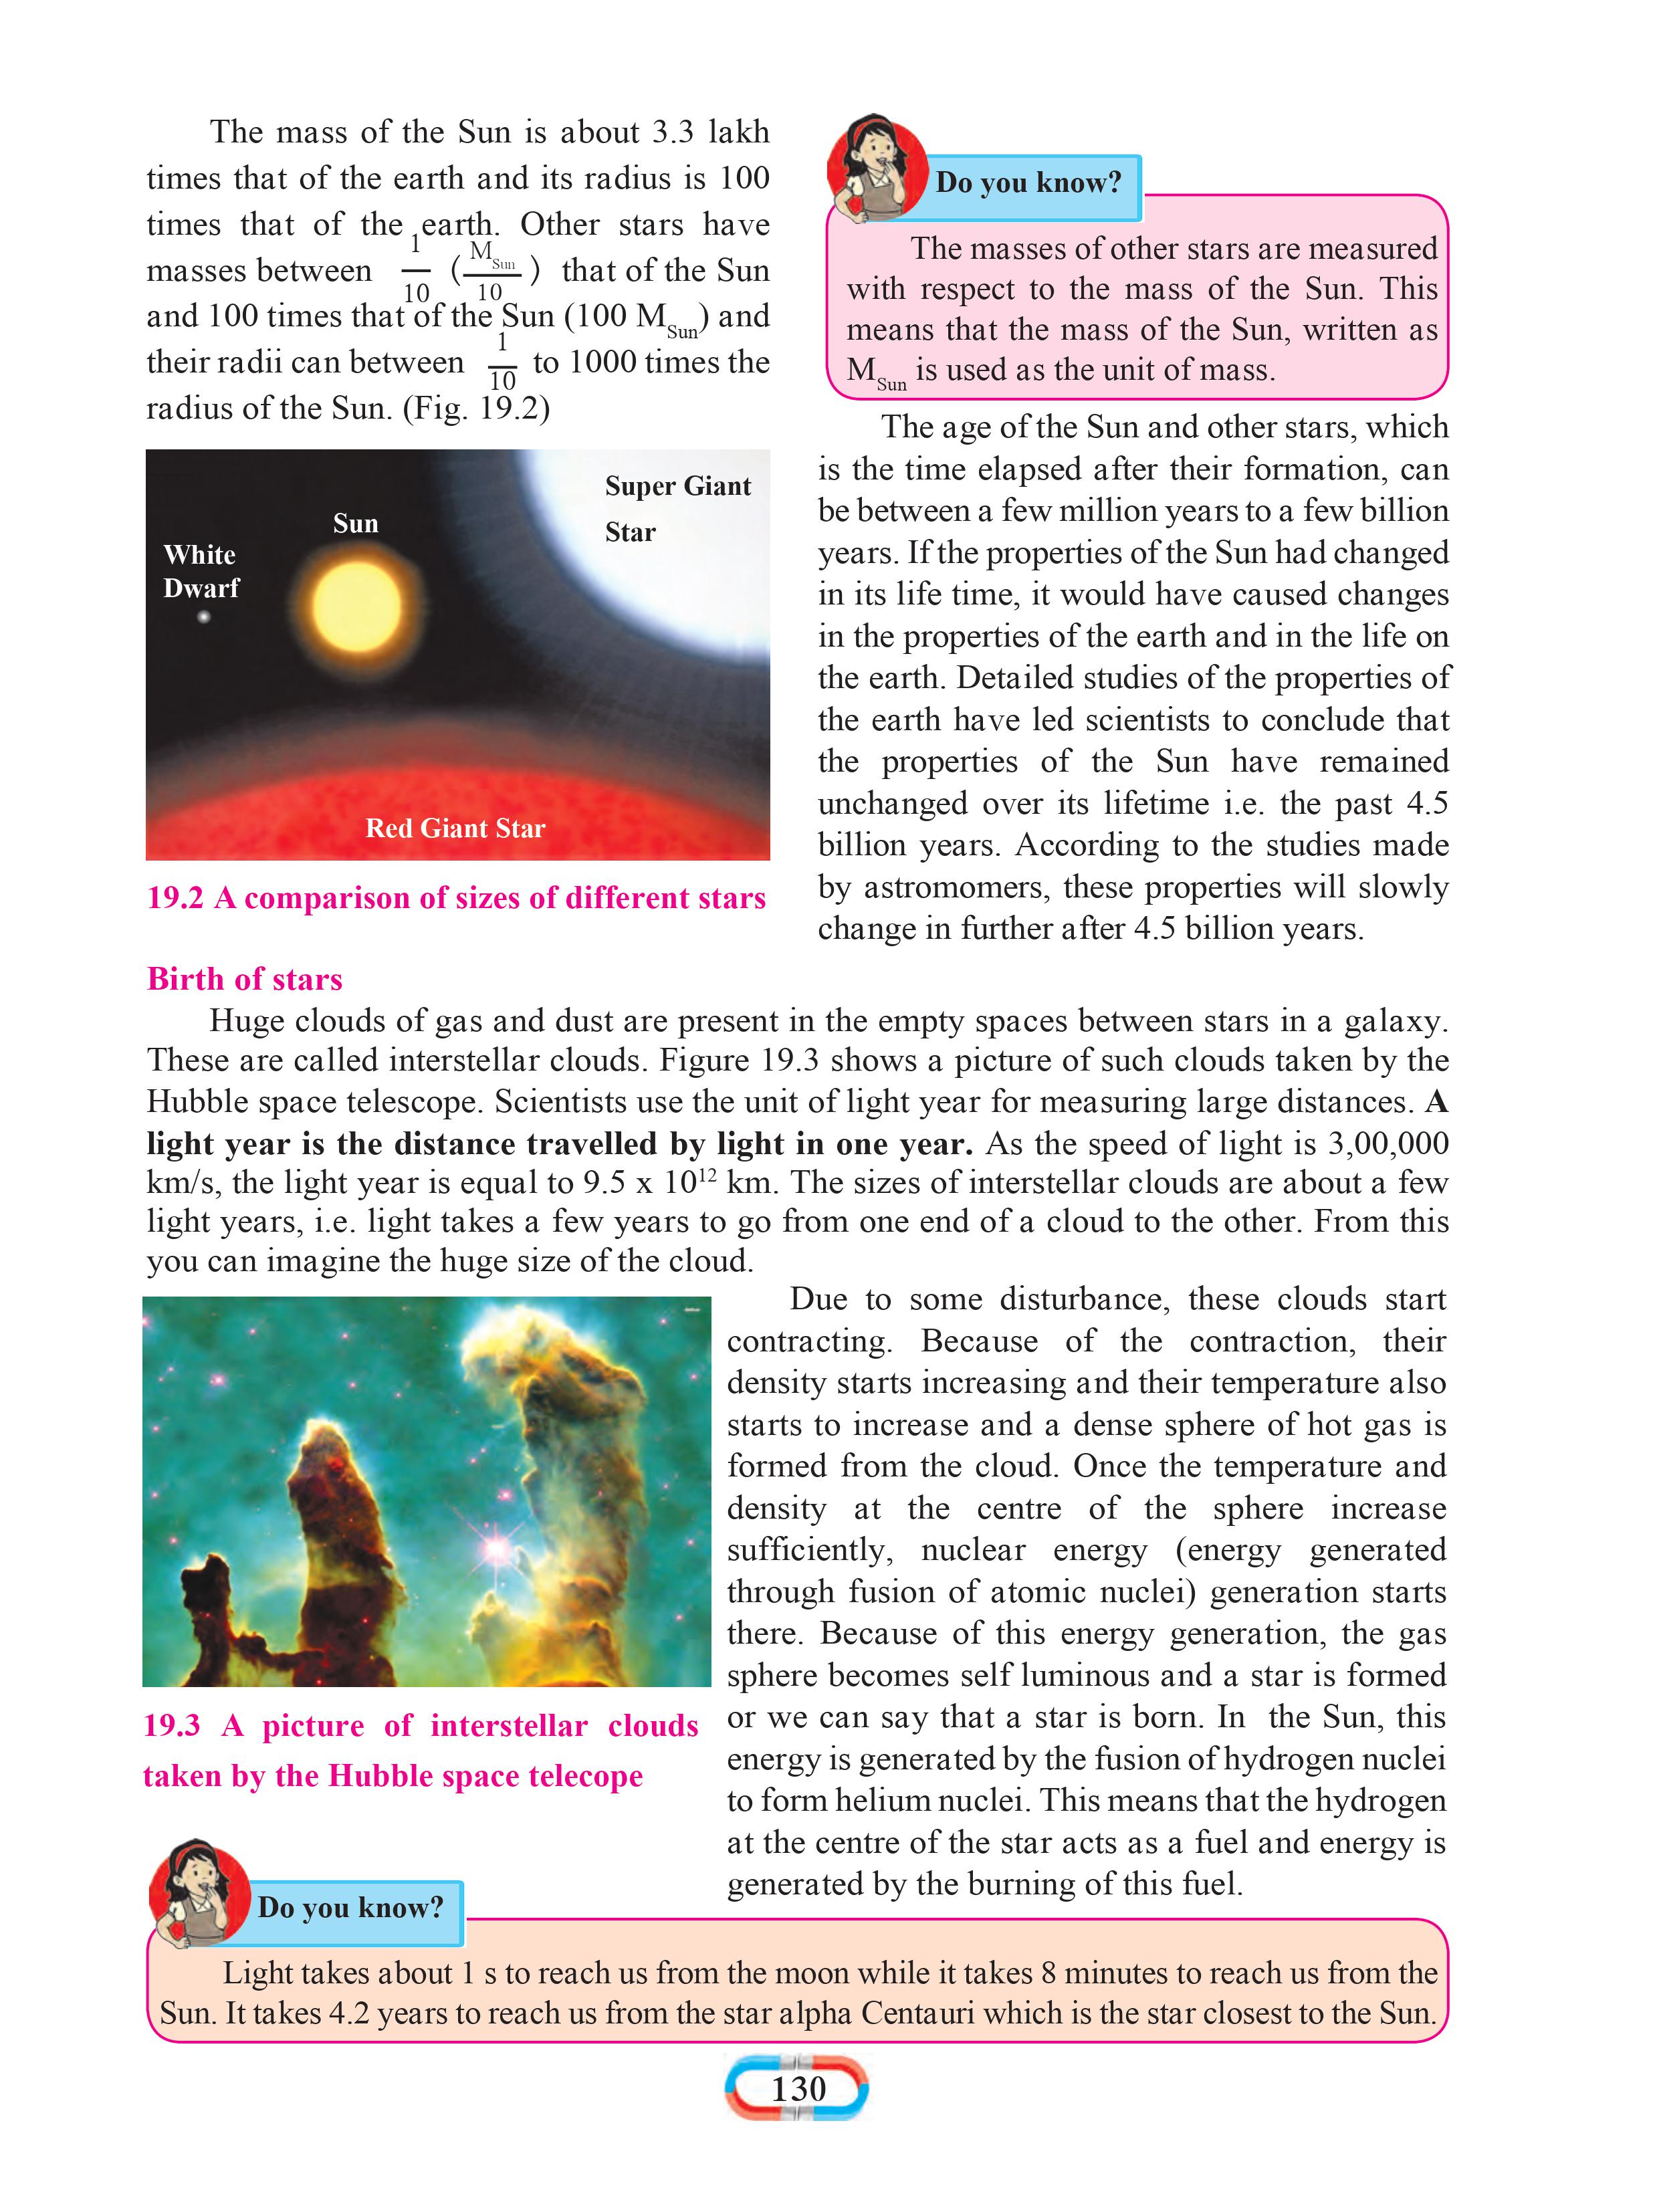 The mass of the Sun is about 3.3 lakh
times that of the earth and its radius is 100
times that of the earth. Other stars have
masses between 1/10 (M Sun/10) that of the Sun
and 100 times that of the Sun (100 M Sun) and
their radii can between 1/10 to 1000 times the
radius of the Sun. (Fig. 19.2)
White
Dwarf
Sun
Super Giant
Star
Red Giant Star
19.2 A comparison of sizes of different stars
Do you know?
The masses of other stars are measured
with respect to the mass of the Sun. This
means that the mass of the Sun, written as
M Sun is used as the unit of mass.
The age of the Sun and other stars, which
is the time elapsed after their formation, can
be between a few million years to a few billion
years. If the properties of the Sun had changed
in its life time, it would have caused changes
in the properties of the earth and in the life on
the earth. Detailed studies of the properties of
the earth have led scientists to conclude that
the properties of the Sun have remained
unchanged over its lifetime i.e. the past 4.5
billion years. According to the studies made
by astromomers, these properties will slowly
change in further after 4.5 billion years.
Birth of stars
Huge clouds of gas and dust are present in the empty spaces between stars in a galaxy.
These are called interstellar clouds. Figure 19.3 shows a picture of such clouds taken by the
Hubble space telescope. Scientists use the unit of light year for measuring large distances. A
light year is the distance travelled by light in one year. As the speed of light is 3,00,000
km/s, the light year is equal to 9.5 x 10¹² km. The sizes of interstellar clouds are about a few
light years, i.e. light takes a few years to go from one end of a cloud to the other. From this
you can imagine the huge size of the cloud.
19.3 A picture of interstellar clouds
taken by the Hubble space telecope
Due to some disturbance, these clouds start
contracting. Because of the contraction, their
density starts increasing and their temperature also
starts to increase and a dense sphere of hot gas is
formed from the cloud. Once the temperature and
density at the centre of the sphere increase
sufficiently, nuclear energy (energy generated
through fusion of atomic nuclei) generation starts
there. Because of this energy generation, the gas
sphere becomes self luminous and a star is formed
or we can say that a star is born. In the Sun, this
energy is generated by the fusion of hydrogen nuclei
to form helium nuclei. This means that the hydrogen
at the centre of the star acts as a fuel and energy is
generated by the burning of this fuel.
Do you know?
Light takes about 1 s to reach us from the moon while it takes 8 minutes to reach us from the
Sun. It takes 4.2 years to reach us from the star alpha Centauri which is the star closest to the Sun.
130